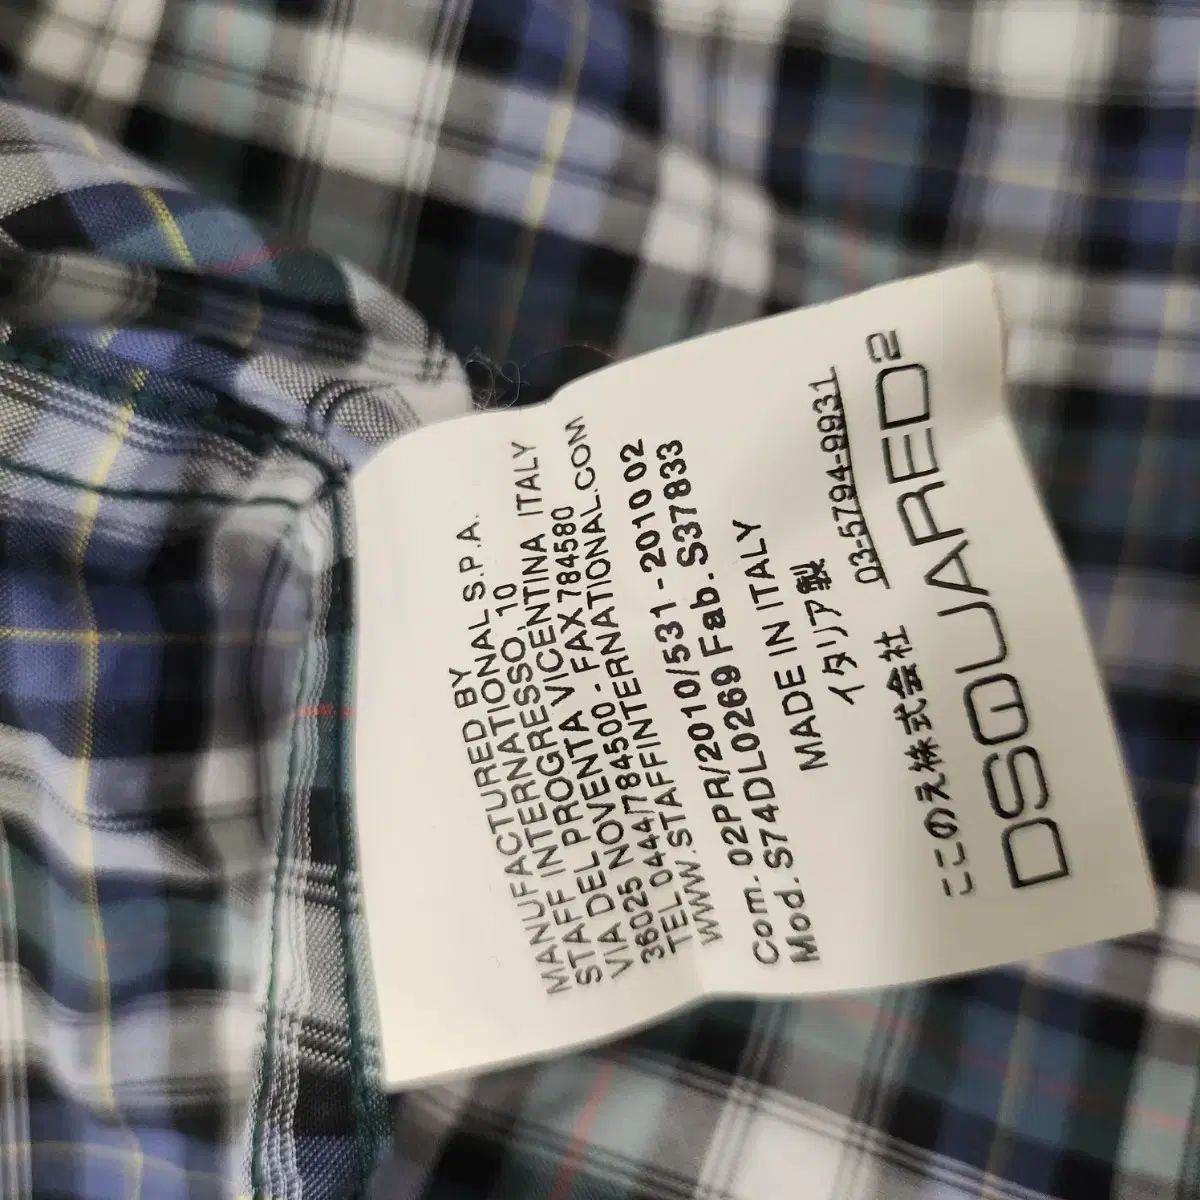 MANUFACTURED BY
STAFF INTERNATIONAL S.P.A.
VIA DEL PROGRESSO, 10
36025 NOVENTA VICENTINA ITALY
TEL 0444/784500 - FAX 784580
WWW.STAFFINTERNATIONAL.COM
Com. 02PR/2010/531 - 2010 02
Mod. S74DL0269 Fab. S37833
MADE IN ITALY
イタリア製
ここのえ株式会社 03-5794-9931
DSQUARED2